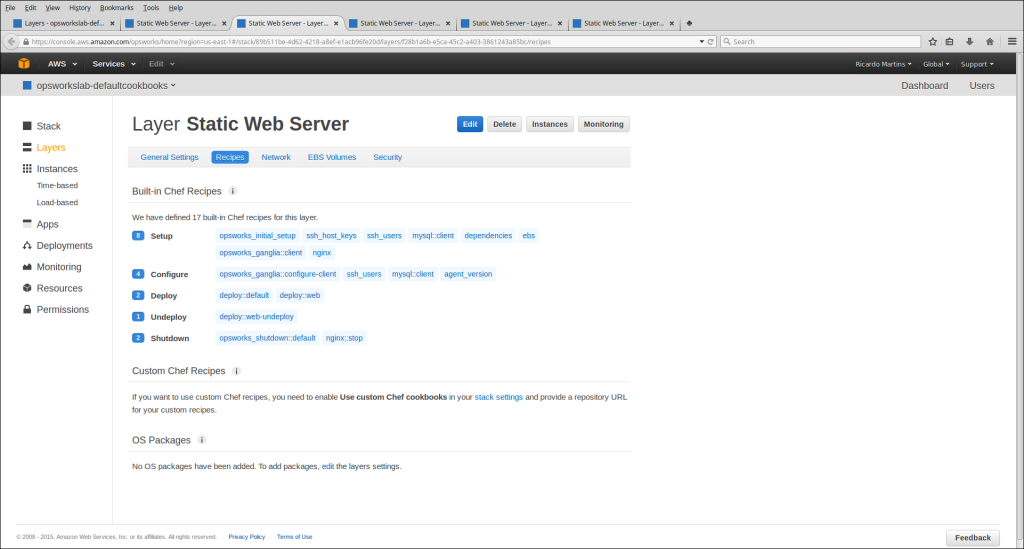 File Edit View History Bookmarks Tools Help
Layers - opsworkslab-def... × Static Web Server - Layer... × Static Web Server - Layer... × Static Web Server - Layer... × Static Web Server - Layer... × Static Web Server - Layer... ×
https://console.aws.amazon.com/opsworks/home?region=us-east-1#/stack/89b511be-4d62-4218-a8ef-e1acb96fe20d/layers/f28b1a6b-e5ca-45c2-a403-3861243a85bc/recipes Search
AWS Services Edit Ricardo Martins Global Support
opsworkslab-defaultcookbooks Dashboard Users
Stack
Layers
Instances
Time-based
Load-based
Apps
Deployments
Monitoring
Resources
Permissions
Layer Static Web Server Edit Delete Instances Monitoring
General Settings Recipes Network EBS Volumes Security
Built-in Chef Recipes i
We have defined 17 built-in Chef recipes for this layer.
8 Setup opsworks_initial_setup ssh_host_keys ssh_users mysql::client dependencies ebs
opsworks_ganglia::client nginx
4 Configure opsworks_ganglia::configure-client ssh_users mysql::client agent_version
2 Deploy deploy::default deploy::web
1 Undeploy deploy::web-undeploy
2 Shutdown opsworks_shutdown::default nginx::stop
Custom Chef Recipes i
If you want to use custom Chef recipes, you need to enable Use custom Chef cookbooks in your stack settings and provide a repository URL
for your custom recipes.
OS Packages i
No OS packages have been added. To add packages, edit the layers settings.
© 2008 - 2015, Amazon Web Services, Inc. or its affiliates. All rights reserved. Privacy Policy Terms of Use Feedback